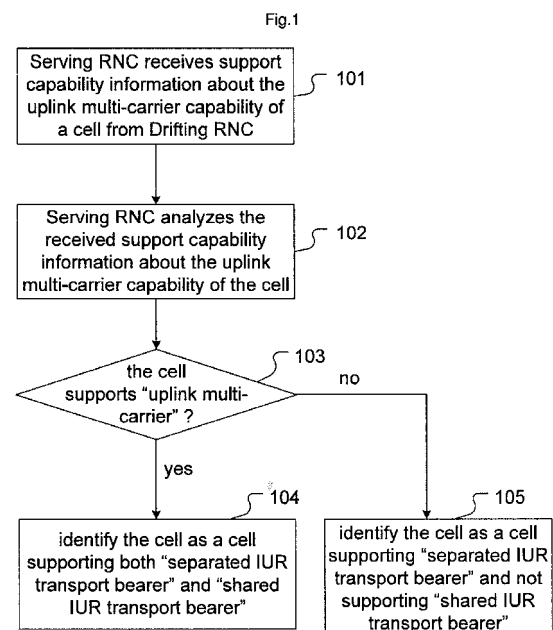 Fig.1
Serving RNC receives support
capability information about the
uplink multi-carrier capability of
a cell from Drifting RNC
101
Serving RNC analyzes the
received support capability
information about the uplink
multi-carrier capability of the cell
102
the cell
supports “uplink multi-
carrier” ?
103
no
yes
104
identify the cell as a cell
supporting both “separated IUR
transport bearer” and “shared
IUR transport bearer”
105
identify the cell as a cell
supporting “separated IUR
transport bearer” and not
supporting “shared IUR
transport bearer”